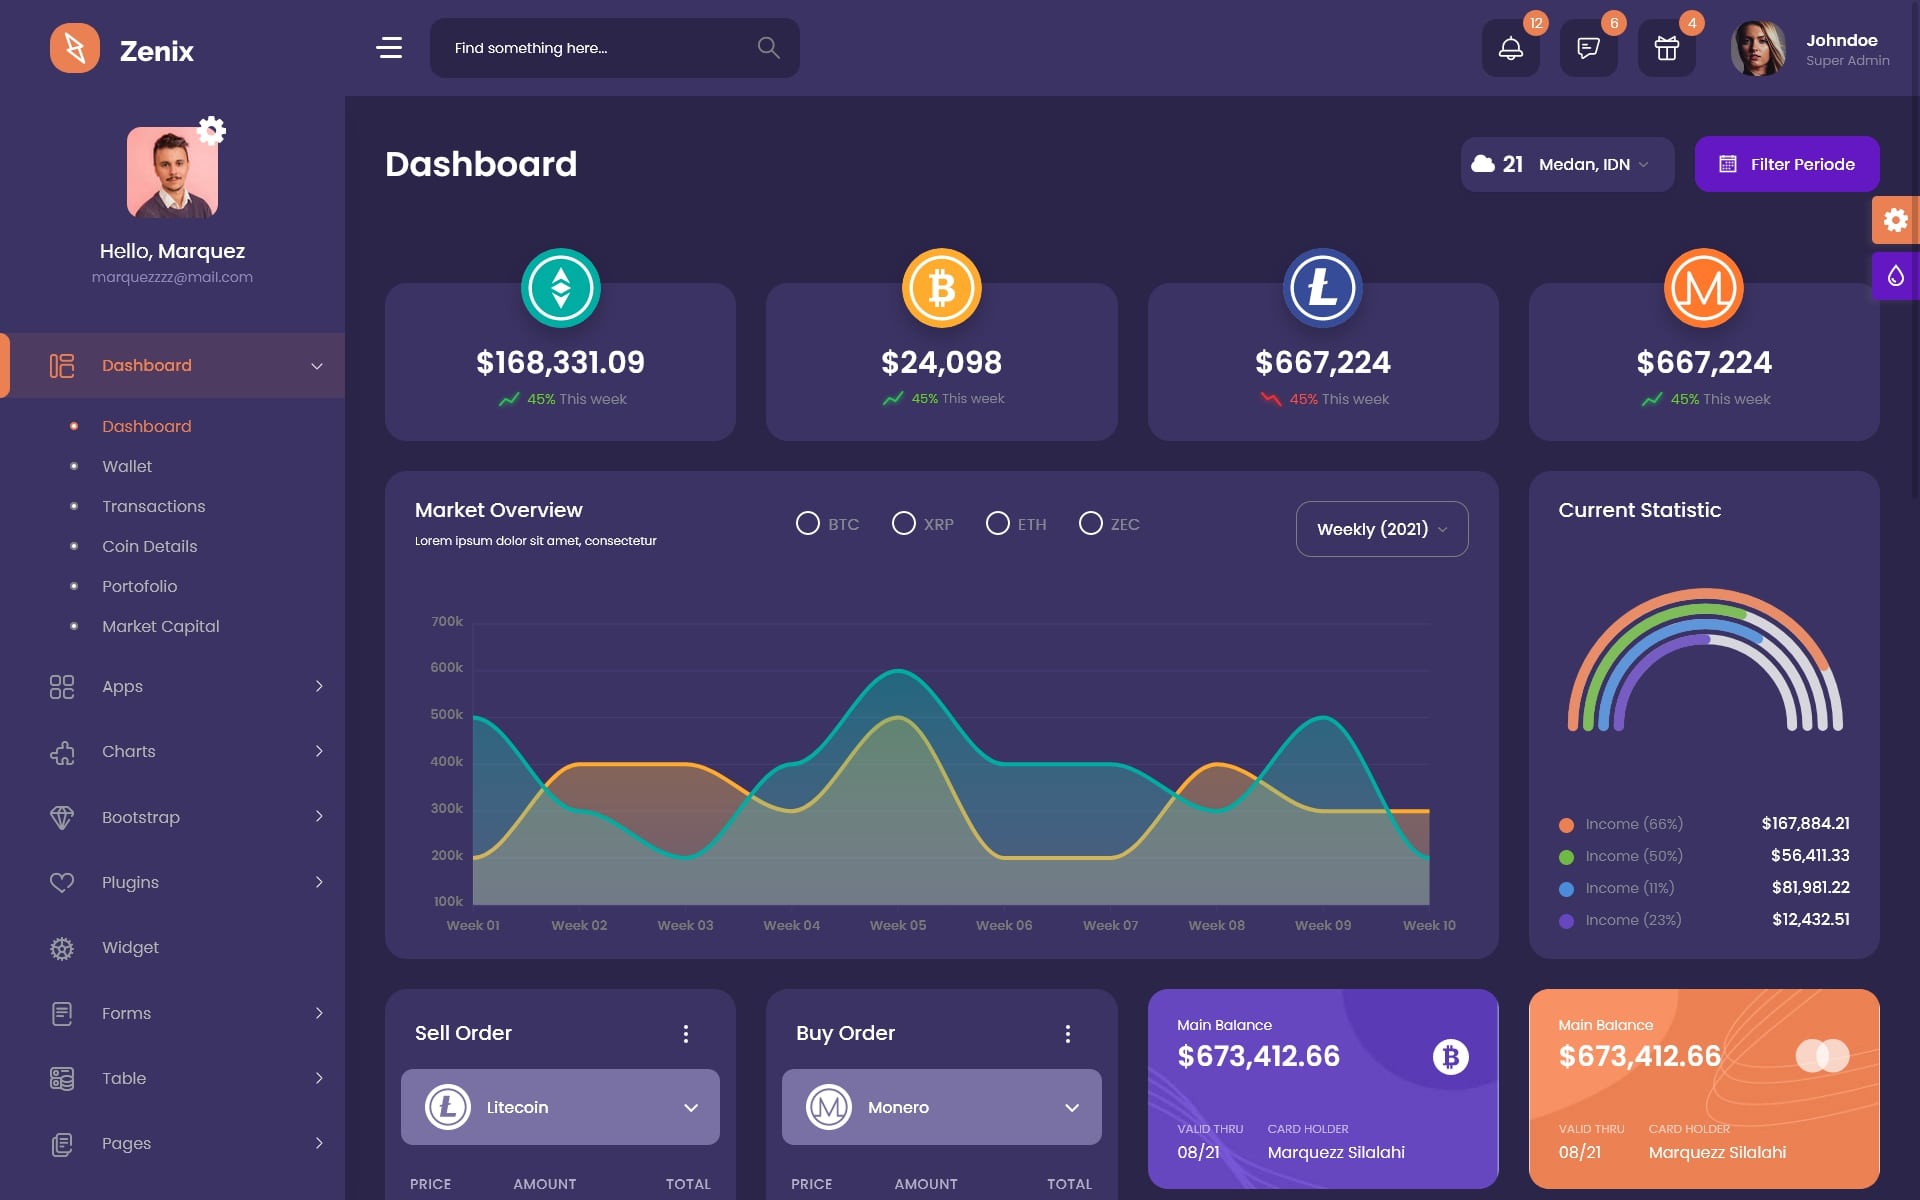 Zenix
Find something here...
12
6
4
Johndoe
Super Admin
Hello, Marquez
marquezzzz@mail.com
Dashboard
Dashboard
Wallet
Transactions
Coin Details
Portofolio
Market Capital
Apps
Charts
Bootstrap
Plugins
Widget
Forms
Table
Pages
Dashboard
21 Medan, IDN
Filter Periode
$168,331.09
45% This week
$24,098
45% This week
$667,224
45% This week
$667,224
45% This week
Market Overview
Lorem ipsum dolor sit amet, consectetur
BTC XRP ETH ZEC
Weekly (2021)
700k
600k
500k
400k
300k
200k
100k
Week 01 Week 02 Week 03 Week 04 Week 05 Week 06 Week 07 Week 08 Week 09 Week 10
Current Statistic
Income (66%) $167,884.21
Income (50%) $56,411.33
Income (11%) $81,981.22
Income (23%) $12,432.51
Sell Order
Litecoin
PRICE AMOUNT TOTAL
Buy Order
Monero
PRICE AMOUNT TOTAL
Main Balance
$673,412.66
VALID THRU CARD HOLDER
08/21 Marquezz Silalahi
Main Balance
$673,412.66
VALID THRU CARD HOLDER
08/21 Marquezz Silalahi